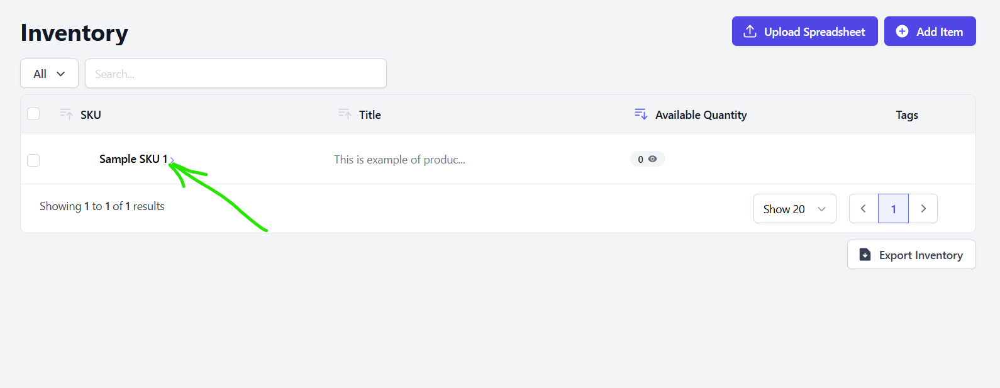 Inventory
Upload Spreadsheet
Add Item
All
Search...
SKU
Title
Available Quantity
Tags
Sample SKU 1
This is example of produc...
0
Showing 1 to 1 of 1 results
Show 20
1
Export Inventory